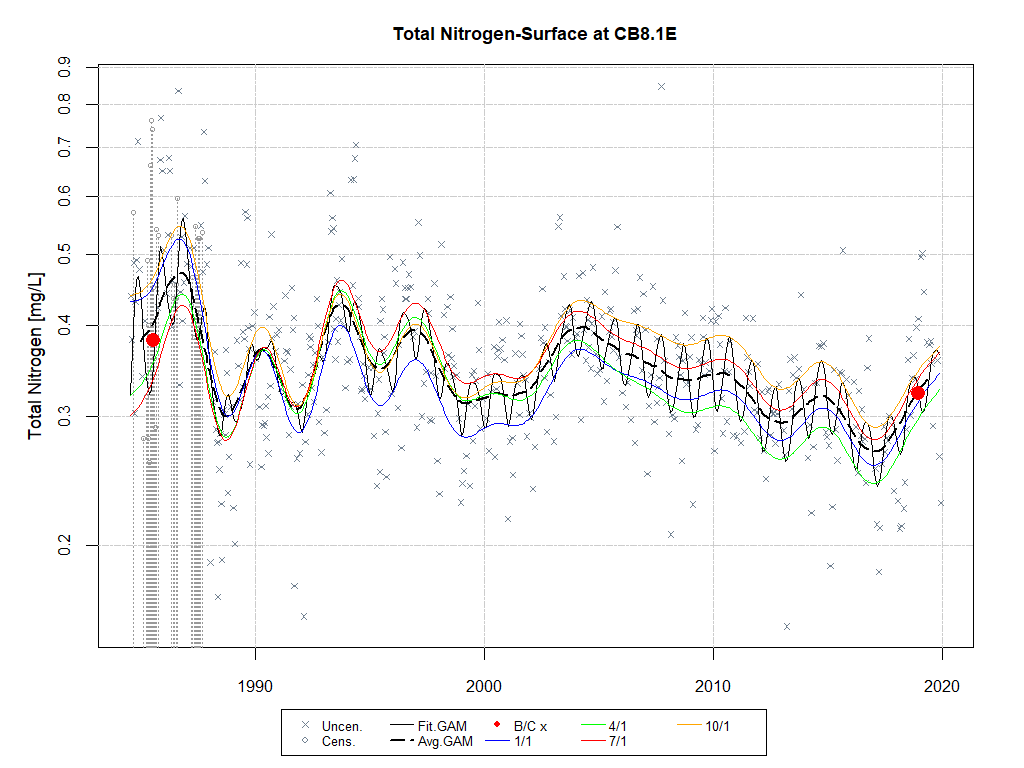 Total Nitrogen-Surface at CB8.1E
Total Nitrogen [mg/L]
0.9
0.8
0.7
0.6
0.5
0.4
0.3
0.2
1990 2000 2010 2020
Uncen. Fit.GAM B/C x 4/1 10/1
Cens. Avg.GAM 1/1 7/1